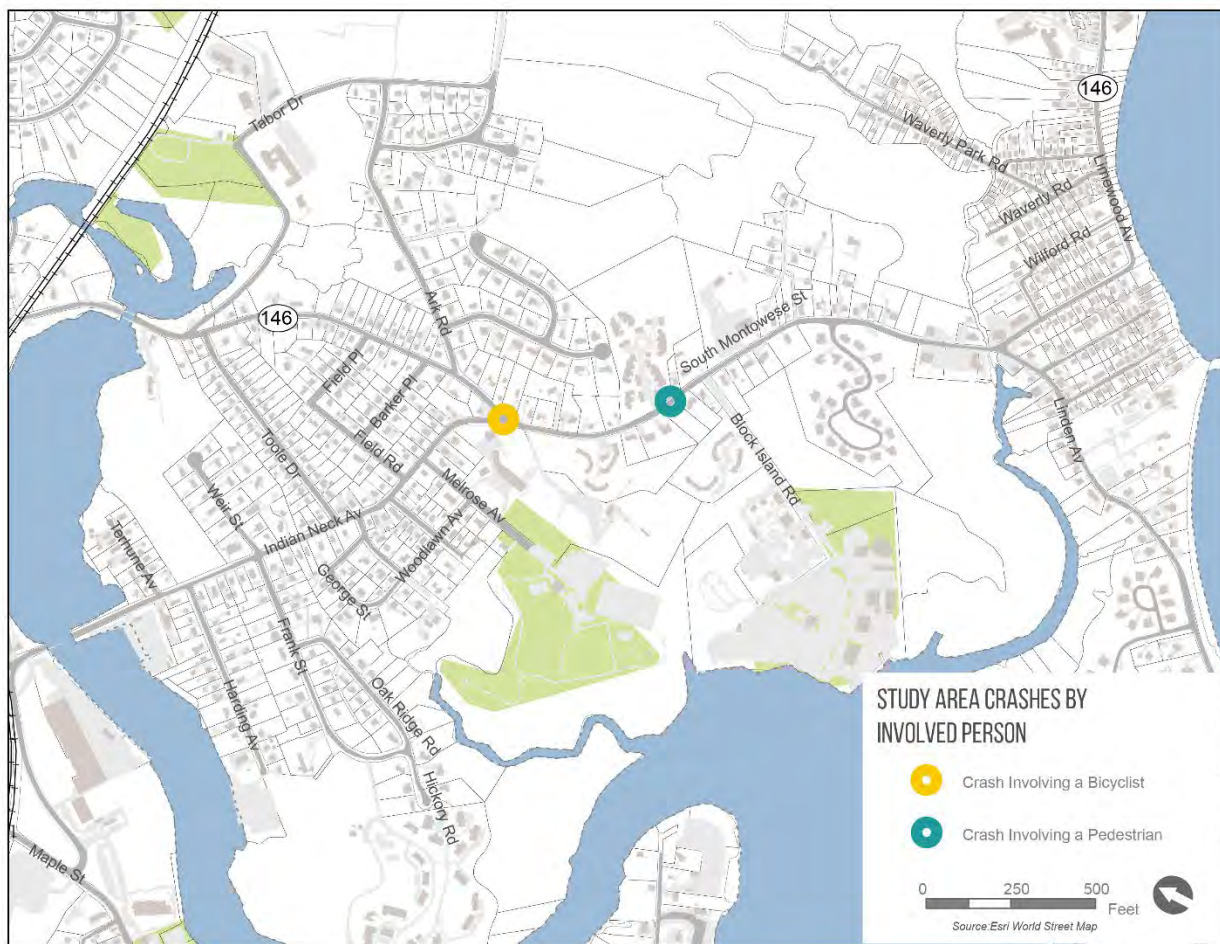 146
Tabor Dr
Waverly Park Rd
Limewood Av
Waverly Rd
Wilford Rd
146
Ark Rd
South Montowese St
Field Pl
Barker Pl
Field Rd
Toole Dr
Melrose Av
Block Island Rd
Linden Av
Weir St
Indian Neck Av
Woodlawn Av
Terhune Av
George St
Frank St
Oak Ridge Rd
Harding Av
Hickory Rd
Maple St
STUDY AREA CRASHES BY
INVOLVED PERSON
Crash Involving a Bicyclist
Crash Involving a Pedestrian
0 250 500
Feet
Source:Esri World Street Map